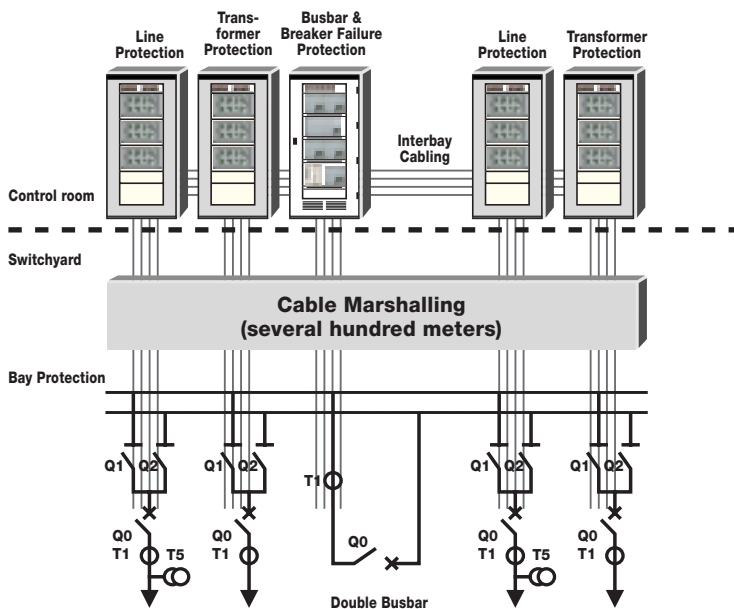 Line
Protection
Trans-
former
Protection
Busbar &
Breaker Failure
Protection
Line
Protection
Transformer
Protection
Interbay
Cabling
Control room
Switchyard
Cable Marshalling
(several hundred meters)
Bay Protection
Q1 Q2
Q1 Q2
T1
Q1 Q2
Q1 Q2
Q0
T1 T5
Q0
T1
Q0
Q0
T1 T5
Q0
T1
Double Busbar